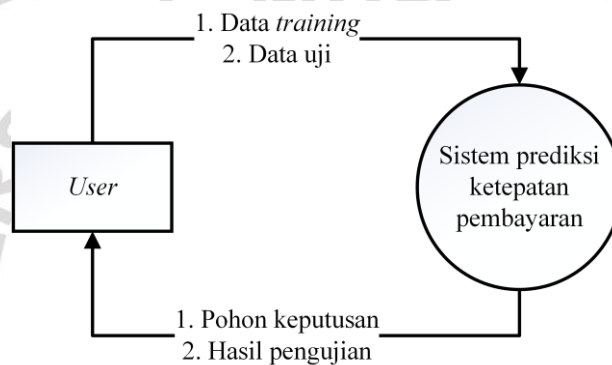 1. Data training
2. Data uji
User
Sistem prediksi
ketepatan
pembayaran
1. Pohon keputusan
2. Hasil pengujian